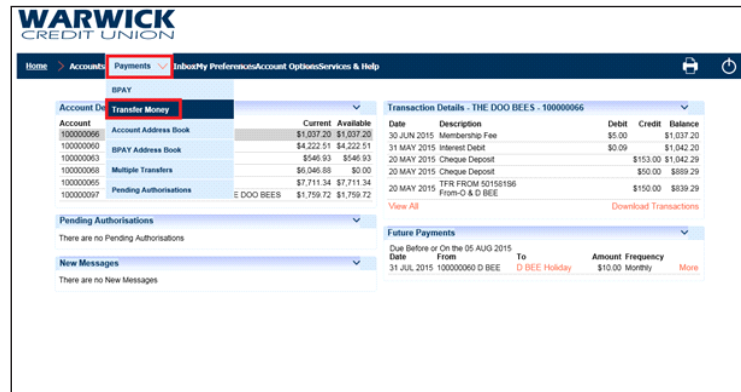 WARWICK
CREDIT UNION
Home > Accounts Payments InboxMy PreferencesAccount OptionsServices & Help
BPAY
Transfer Money
Account Address Book
BPAY Address Book
Multiple Transfers
Pending Authorisations
Account De
Account Current Available
100000066 $1,037.20 $1,037.20
100000060 $4,222.51 $4,222.51
100000063 $546.93 $546.93
100000068 $6,046.88 $0.00
100000065 $7,711.34 $7,711.34
100000097 E DOO BEES $1,759.72 $1,759.72
Pending Authorisations
There are no Pending Authorisations
New Messages
There are no New Messages
Transaction Details - THE DOO BEES - 100000066
Date Description Debit Credit Balance
30 JUN 2015 Membership Fee $5.00 $1,037.20
31 MAY 2015 Interest Debit $0.09 $1,042.20
20 MAY 2015 Cheque Deposit $153.00 $1,042.29
20 MAY 2015 Cheque Deposit $50.00 $889.29
20 MAY 2015 TFR FROM 501581S6 $150.00 $839.29
From-O & D BEE
View All Download Transactions
Future Payments
Due Before or On the 05 AUG 2015
Date From To Amount Frequency
31 JUL 2015 100000060 D BEE D BEE Holiday $10.00 Monthly More